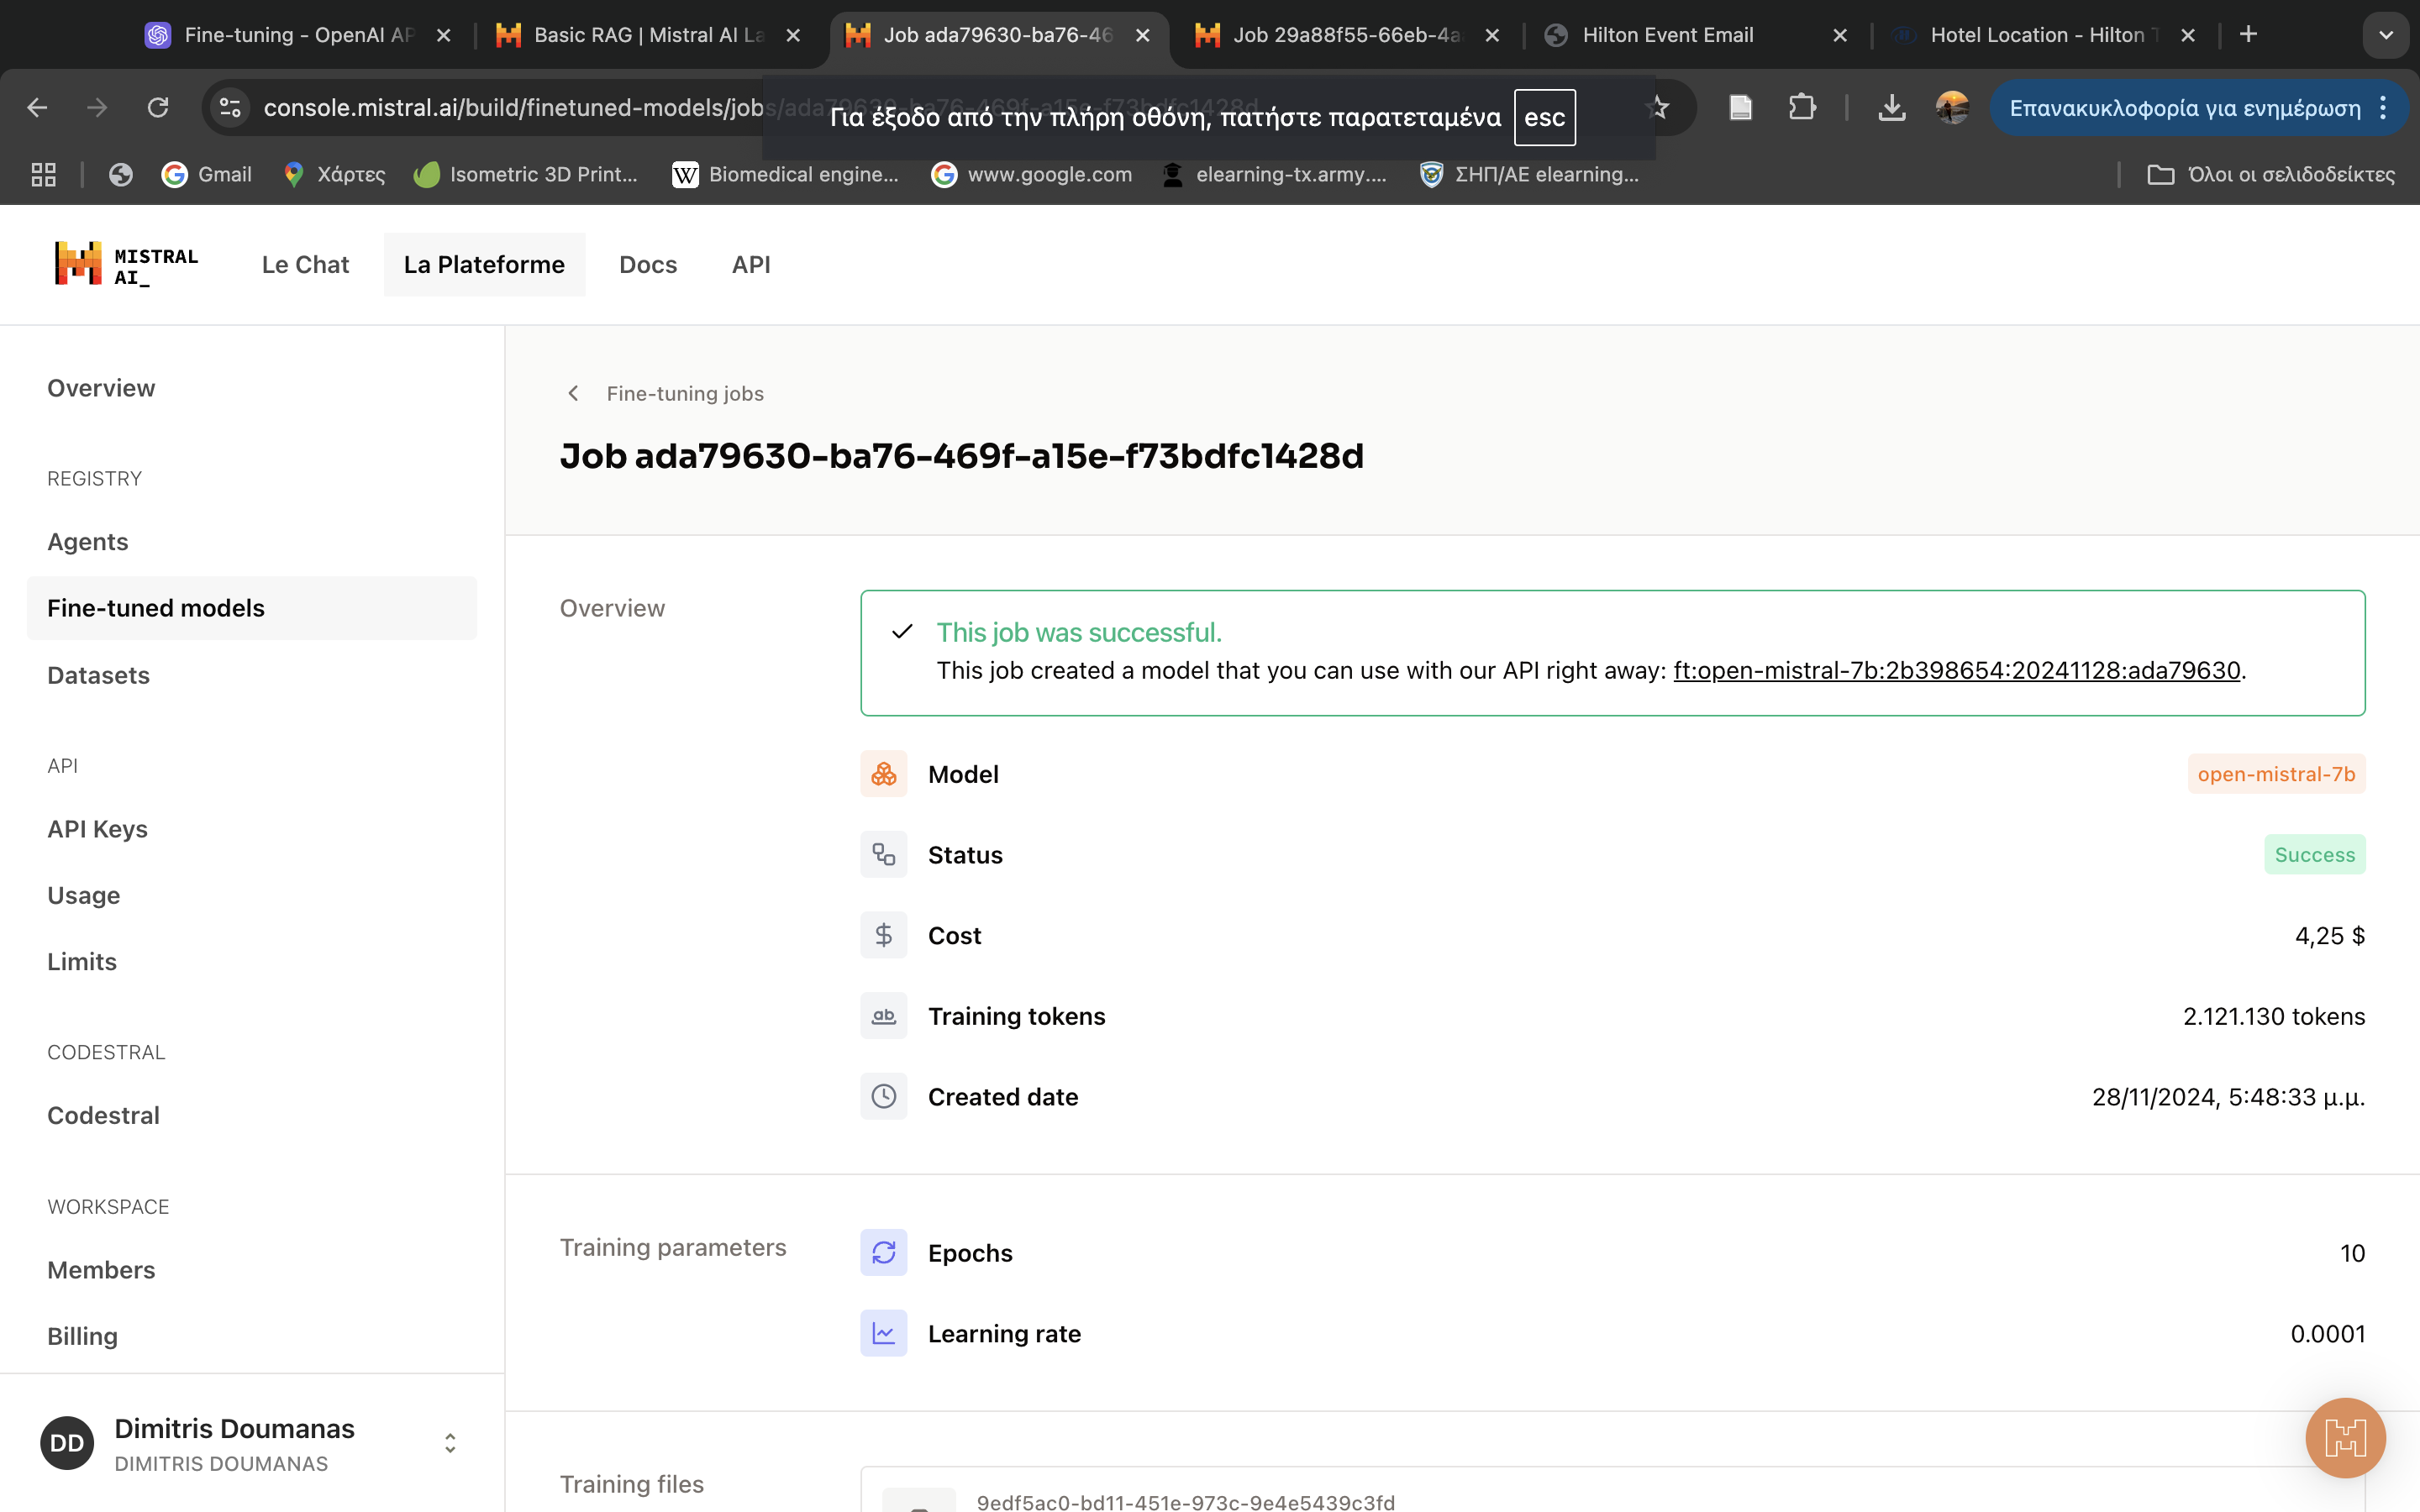 Fine-tuning - OpenAI AP
Basic RAG | Mistral AI La
Job ada79630-ba76-46
Job 29a88f55-66eb-4a
Hilton Event Email
Hotel Location - Hilton T
console.mistral.ai/build/finetuned-models/jobs/ada79630-ba76-469f-a15e-f73bdfc1428d
Για έξοδο από την πλήρη οθόνη, πατήστε παρατεταμένα esc
Επανακυκλοφορία για ενημέρωση
Gmail
Χάρτες
Isometric 3D Print...
Biomedical engine...
www.google.com
elearning-tx.army....
ΣΗΠ/ΑΕ elearning...
Όλοι οι σελιδοδείκτες
MISTRAL
AI_
Le Chat
La Plateforme
Docs
API
Overview
REGISTRY
Agents
Fine-tuned models
Datasets
API
API Keys
Usage
Limits
CODESTRAL
Codestral
WORKSPACE
Members
Billing
DD
Dimitris Doumanas
DIMITRIS DOUMANAS
Fine-tuning jobs
Job ada79630-ba76-469f-a15e-f73bdfc1428d
Overview
This job was successful.
This job created a model that you can use with our API right away: ft:open-mistral-7b:2b398654:20241128:ada79630.
Model open-mistral-7b
Status Success
Cost 4,25 $
Training tokens 2.121.130 tokens
Created date 28/11/2024, 5:48:33 μ.μ.
Training parameters
Epochs 10
Learning rate 0.0001
Training files
9edf5ac0-bd11-451e-973c-9e4e5439c3fd